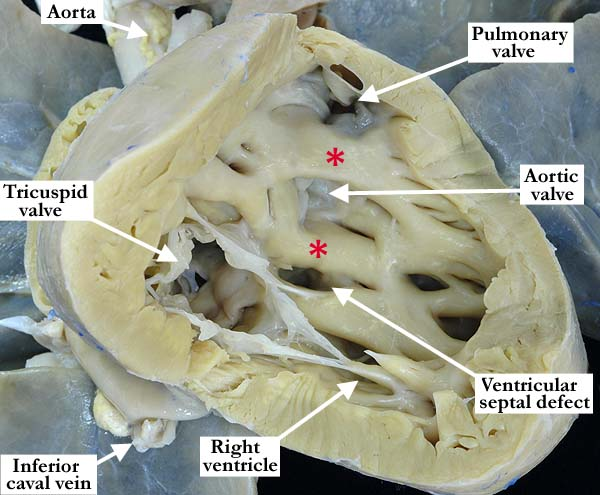 Aorta
Pulmonary
valve
*
Aortic
valve
Tricuspid
valve
*
Ventricular
septal defect
Right
ventricle
Inferior
caval vein